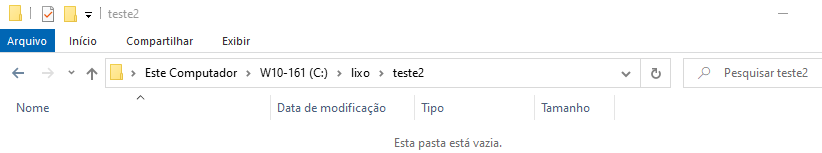 teste2
Arquivo Início Compartilhar Exibir
Este Computador W10-161 (C:) lixo teste2 Pesquisar teste2
Nome Data de modificação Tipo Tamanho
Esta pasta está vazia.